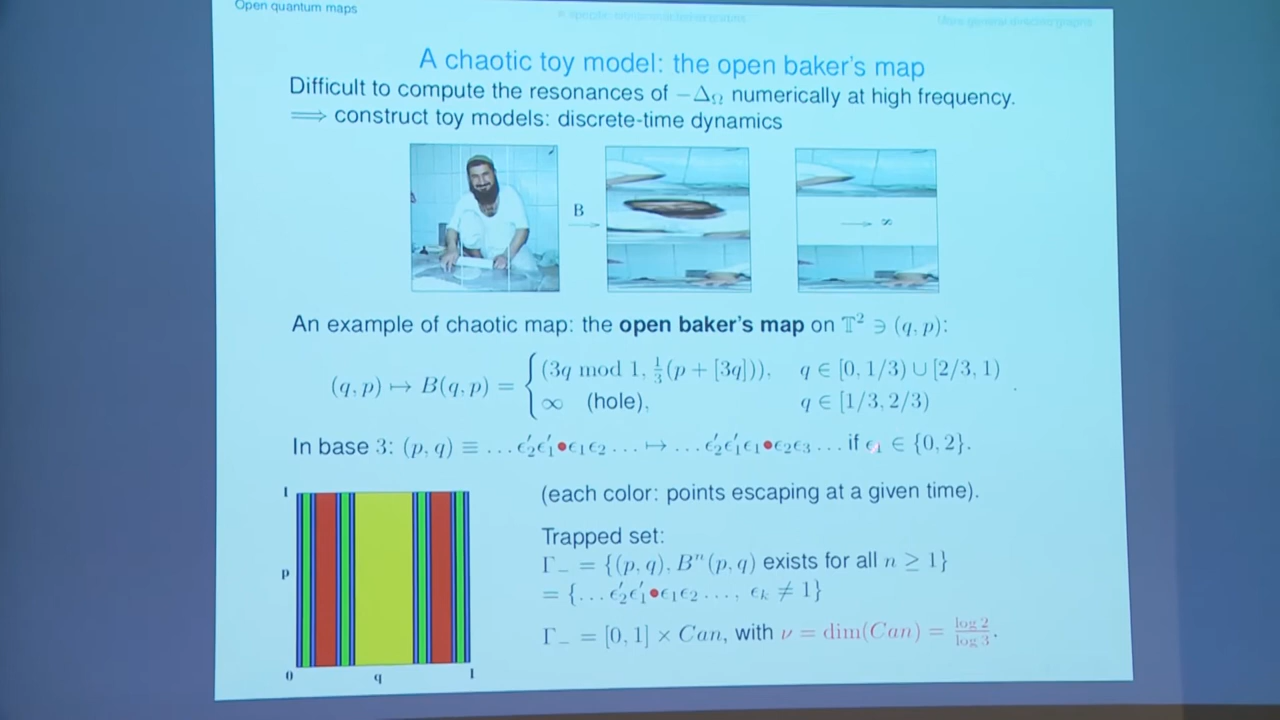 Open quantum maps
A chaotic toy model: the open baker's map
Difficult to compute the resonances of −Δ_Ω numerically at high frequency.
⟹ construct toy models: discrete-time dynamics
B
→ ∞
An example of chaotic map: the open baker's map on 𝕋² ∋ (q, p):
(q, p) ↦ B(q, p) = { (3q mod 1, ⅓(p + [3q])), q ∈ [0, 1/3) ∪ [2/3, 1)
∞ (hole), q ∈ [1/3, 2/3)
.
In base 3: (p, q) ≡ … ϵ′₂ϵ′₁•ϵ₁ϵ₂ … ↦ … ϵ′₂ϵ′₁ϵ₁•ϵ₂ϵ₃ … if ϵ₁ ∈ {0, 2}.
(each color: points escaping at a given time).
Trapped set:
Γ₋ = {(p, q), Bⁿ(p, q) exists for all n ≥ 1}
= {… ϵ′₂ϵ′₁•ϵ₁ϵ₂ …, ϵₖ ≠ 1}
Γ₋ = [0, 1] × Can, with ν = dim(Can) = log 2 / log 3.
1
p
0
q
1